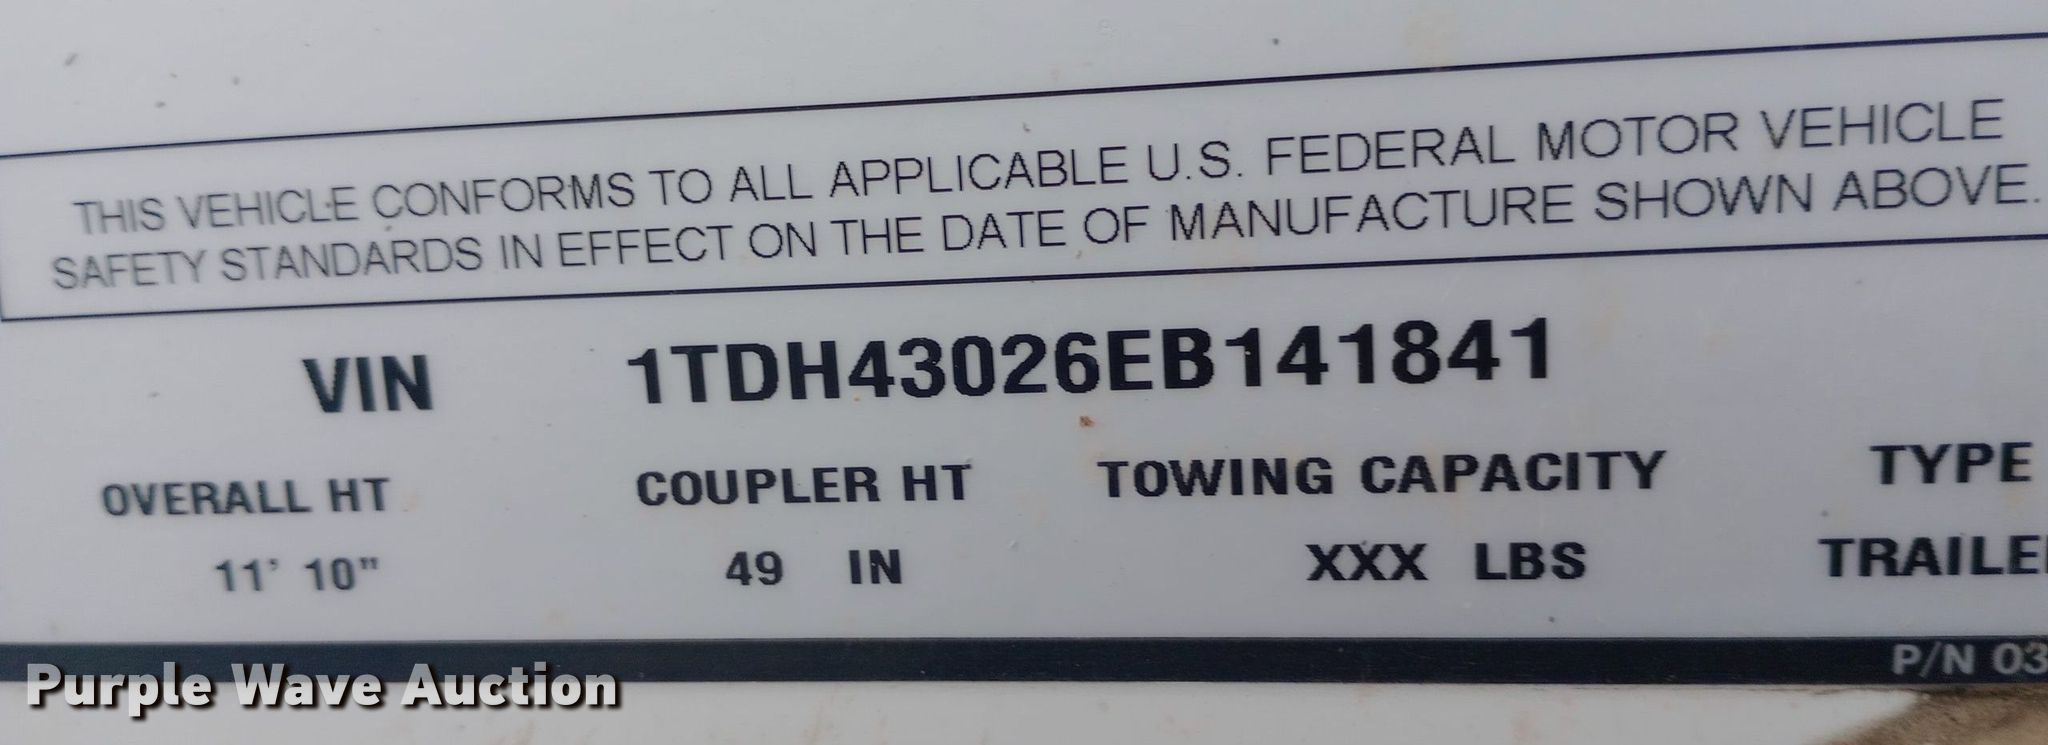 THIS VEHICLE CONFORMS TO ALL APPLICABLE U.S. FEDERAL MOTOR VEHICLE
SAFETY STANDARDS IN EFFECT ON THE DATE OF MANUFACTURE SHOWN ABOVE.
VIN 1TDH43026EB141841
OVERALL HT COUPLER HT TOWING CAPACITY TYPE
11' 10" 49 IN XXX LBS TRAILE
P/N 03
Purple Wave Auction